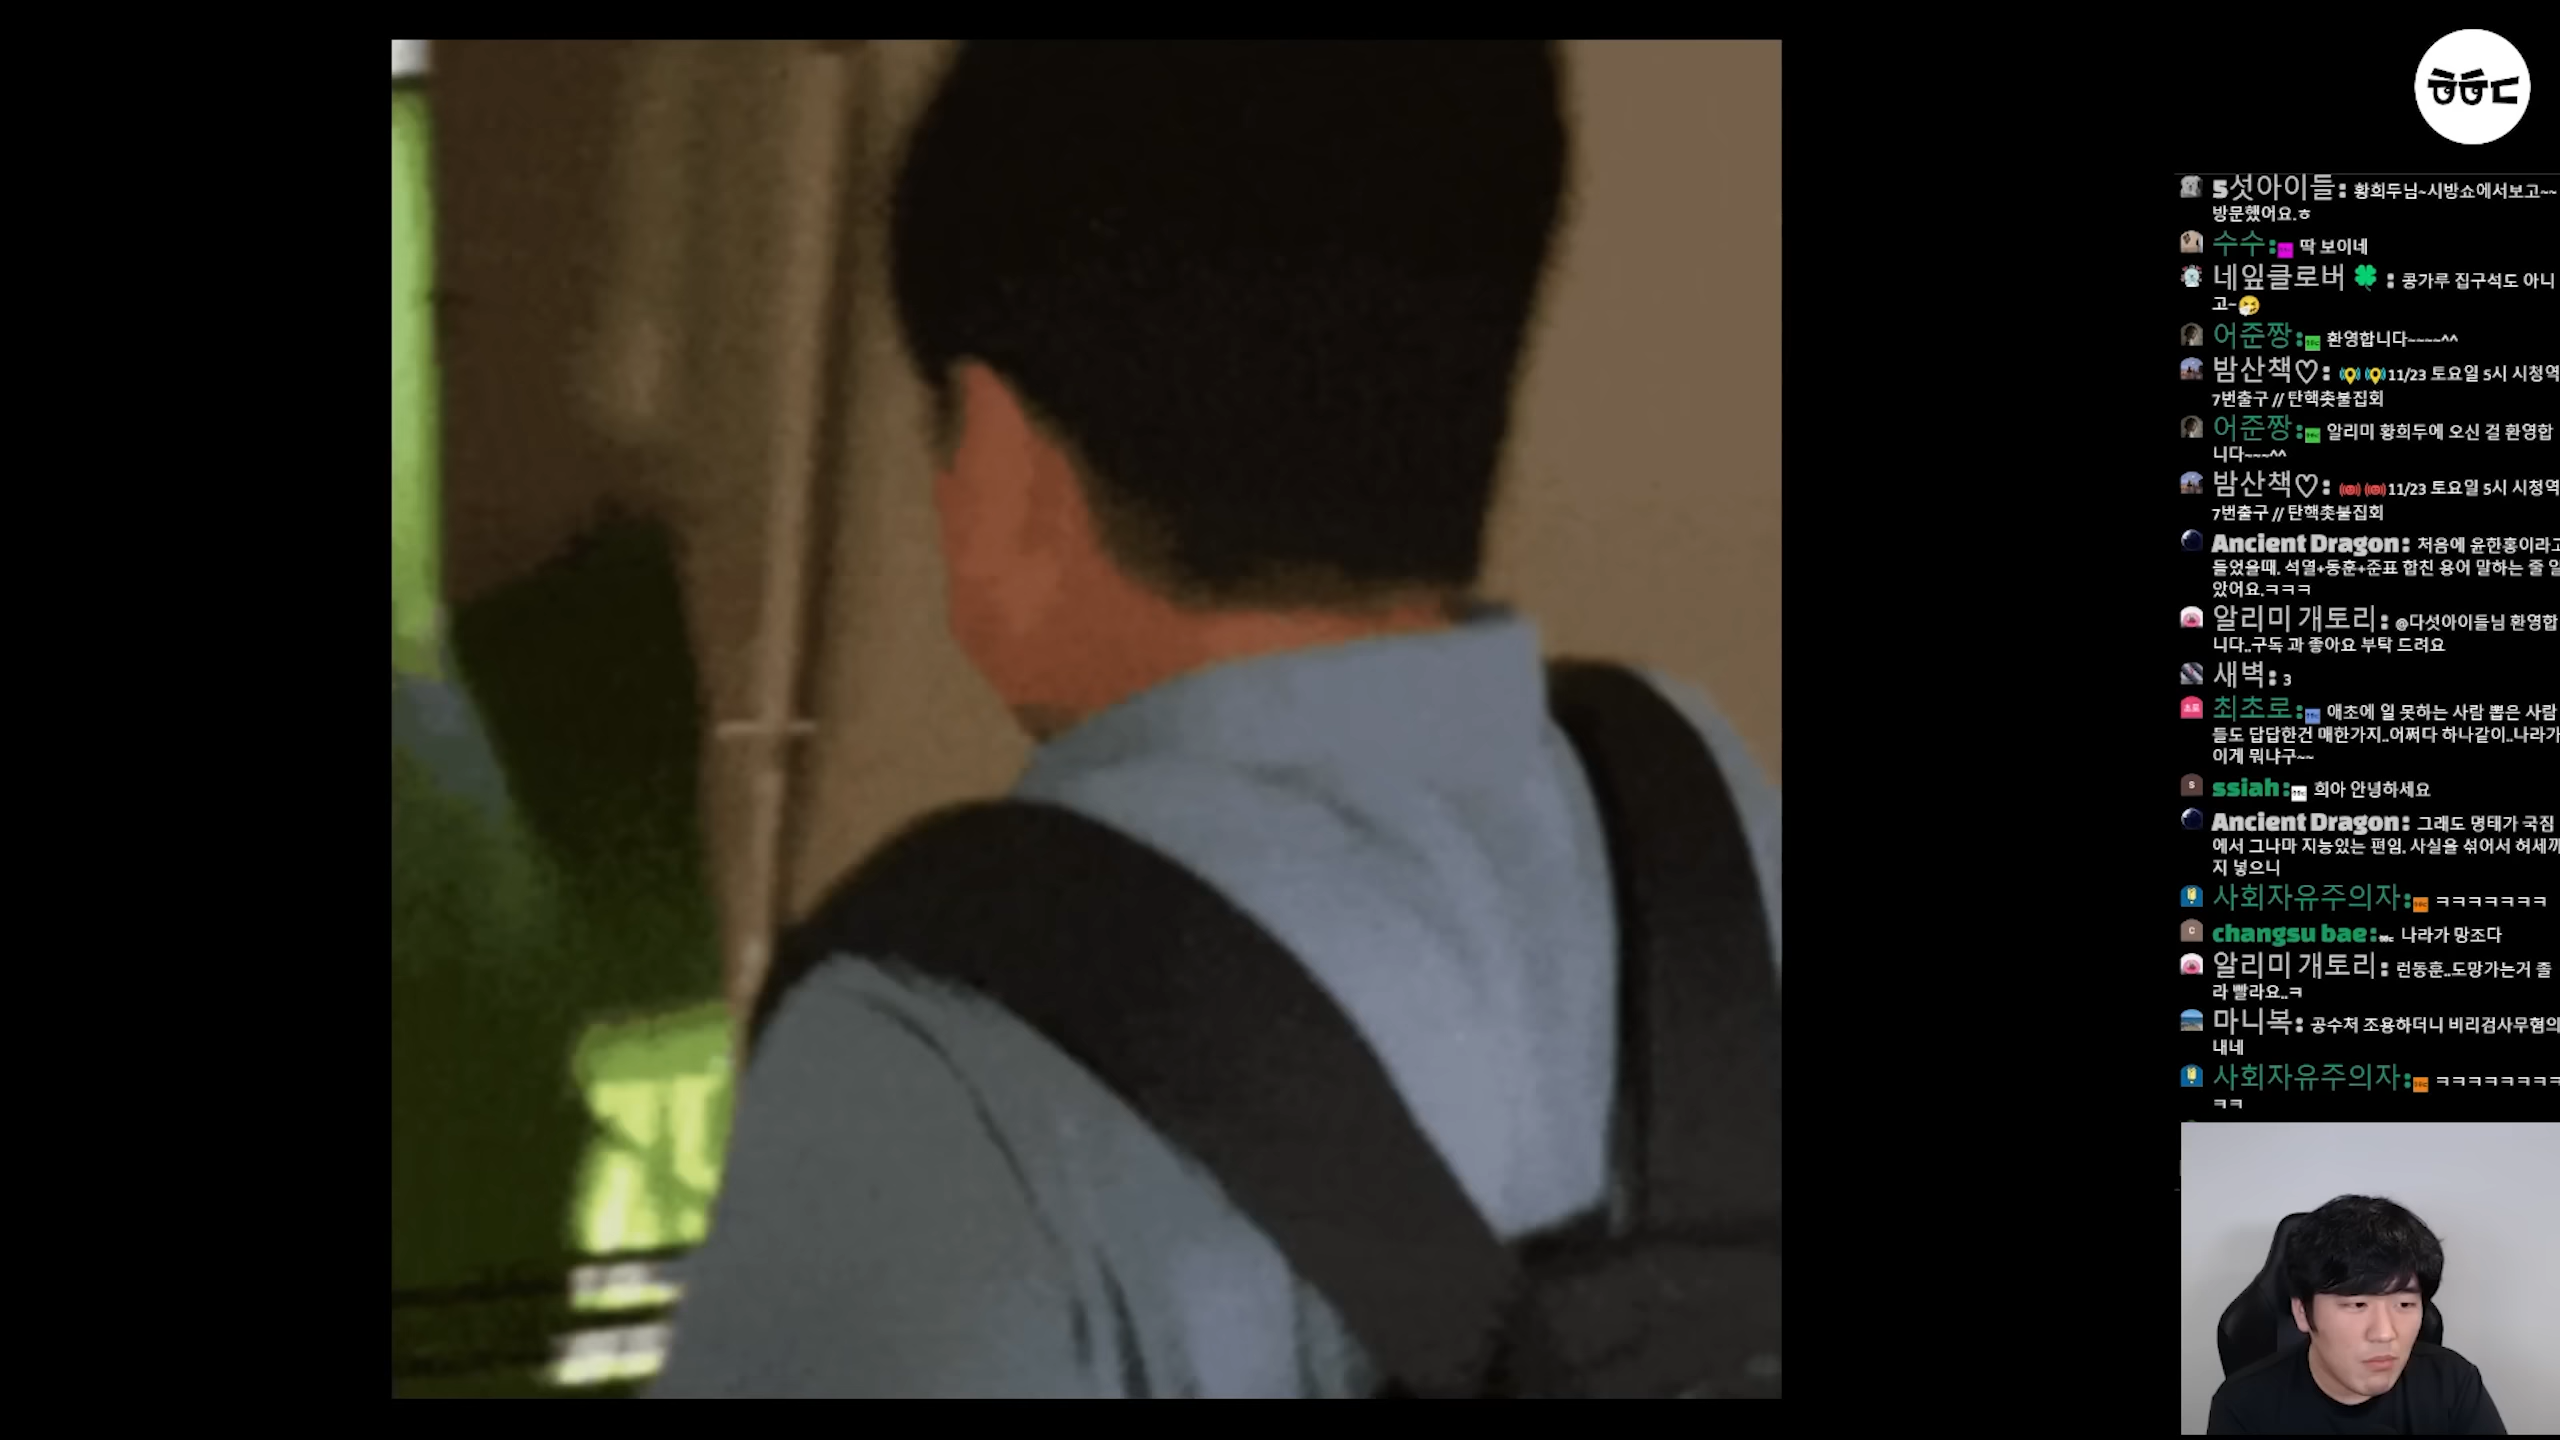 ㅎㅎㄷ
5섯아이들: 황희두님~시방쇼에서보고~~
방문했어요.ㅎ
수수: 딱 보이네
네잎클로버🍀: 콩가루 집구석도 아니
고~🤧
어준짱: 환영합니다~~~~^^
밤산책♡: 11/23 토요일 5시 시청역
7번출구 // 탄핵촛불집회
어준짱: 알리미 황희두에 오신 걸 환영합
니다~~~^^
밤산책♡: 11/23 토요일 5시 시청역
7번출구 // 탄핵촛불집회
Ancient Dragon: 처음에 윤한홍이라고
들었을때. 석열+동훈+준표 합친 용어 말하는 줄 알
았어요.ㅋㅋㅋ
알리미 개토리: @다섯아이들님 환영합
니다..구독 과 좋아요 부탁 드려요
새벽: 3
최초로: 애초에 일 못하는 사람 뽑은 사람
들도 답답한건 매한가지..어쩌다 하나같이..나라가
이게 뭐냐구~~
ssiah: 희아 안녕하세요
Ancient Dragon: 그래도 명태가 국짐
에서 그나마 지능있는 편임. 사실을 섞어서 허세까
지 넣으니
사회자유주의자: ㅋㅋㅋㅋㅋㅋㅋ
changsu bae: 나라가 망조다
알리미 개토리: 런동훈..도망가는거 졸
라 빨라요..ㅋ
마니복: 공수처 조용하더니 비리검사무혐의
내네
사회자유주의자: ㅋㅋㅋㅋㅋㅋㅋㅋ
ㅋㅋ